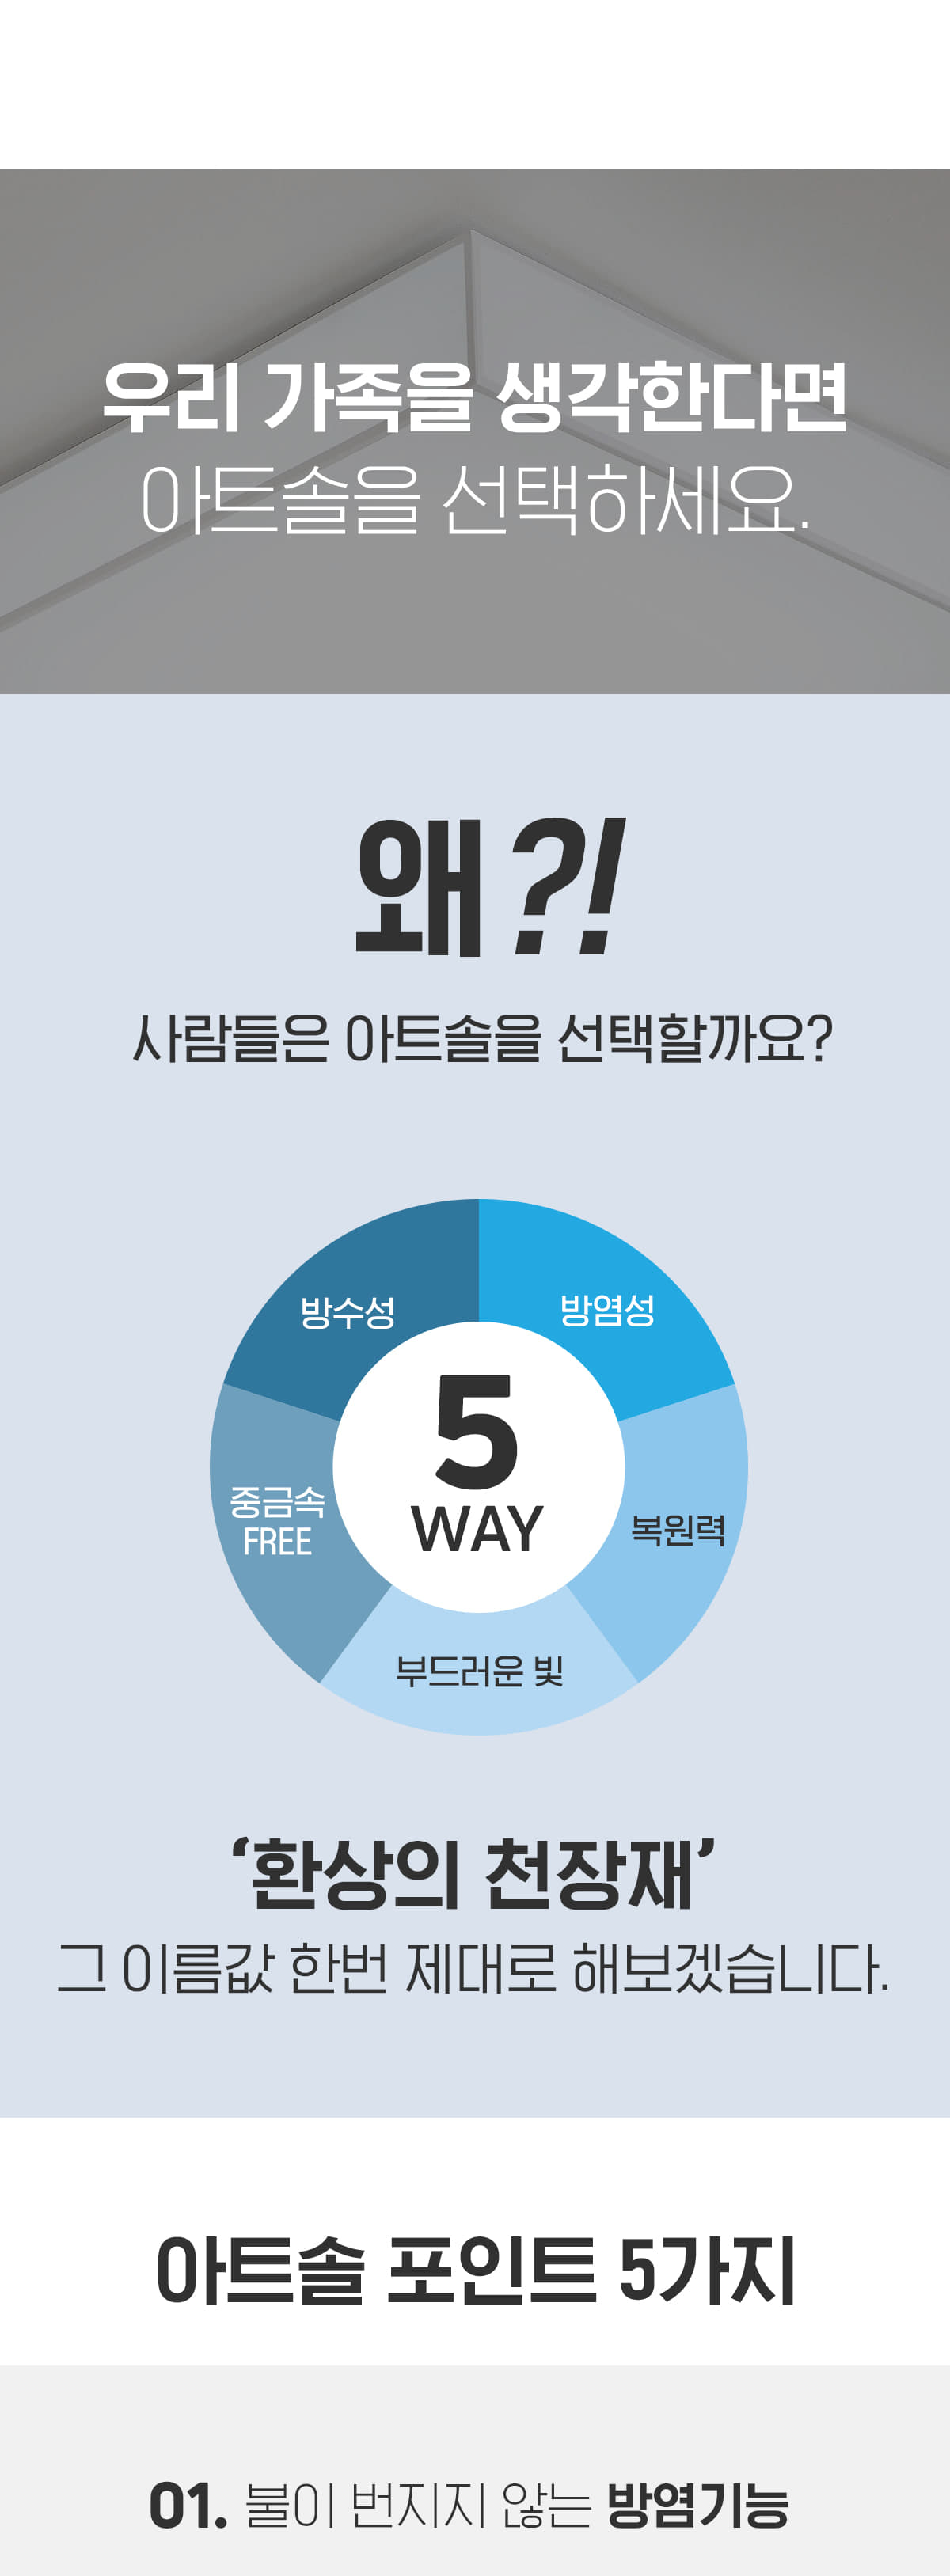 우리 가족을 생각한다면
아트솔을 선택하세요.
왜?!
사람들은 아트솔을 선택할까요?
방수성
방염성
중금속
FREE
5
WAY
복원력
부드러운 빛
‘환상의 천장재’
그 이름값 한번 제대로 해보겠습니다.
아트솔 포인트 5가지
01. 불이 번지지 않는 방염기능